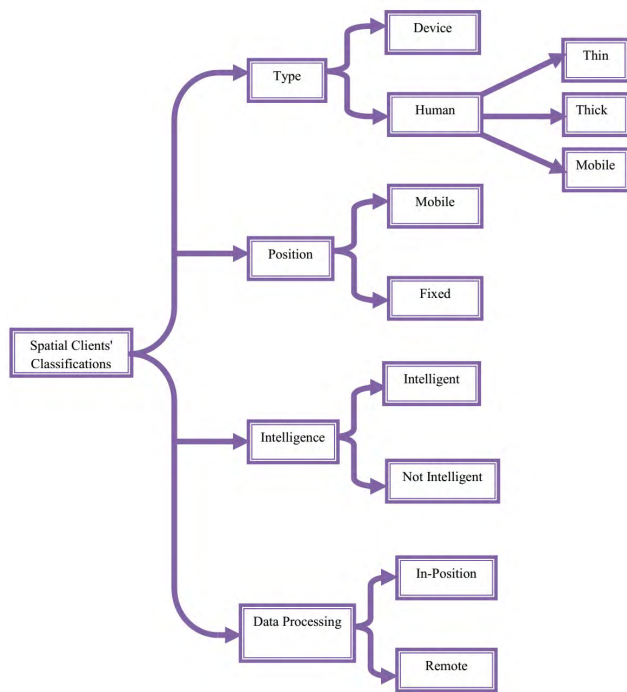 Device
Thin
Type
Human
Thick
Mobile
Mobile
Position
Fixed
Spatial Clients'
Classifications
Intelligent
Intelligence
Not Intelligent
In-Position
Data Processing
Remote